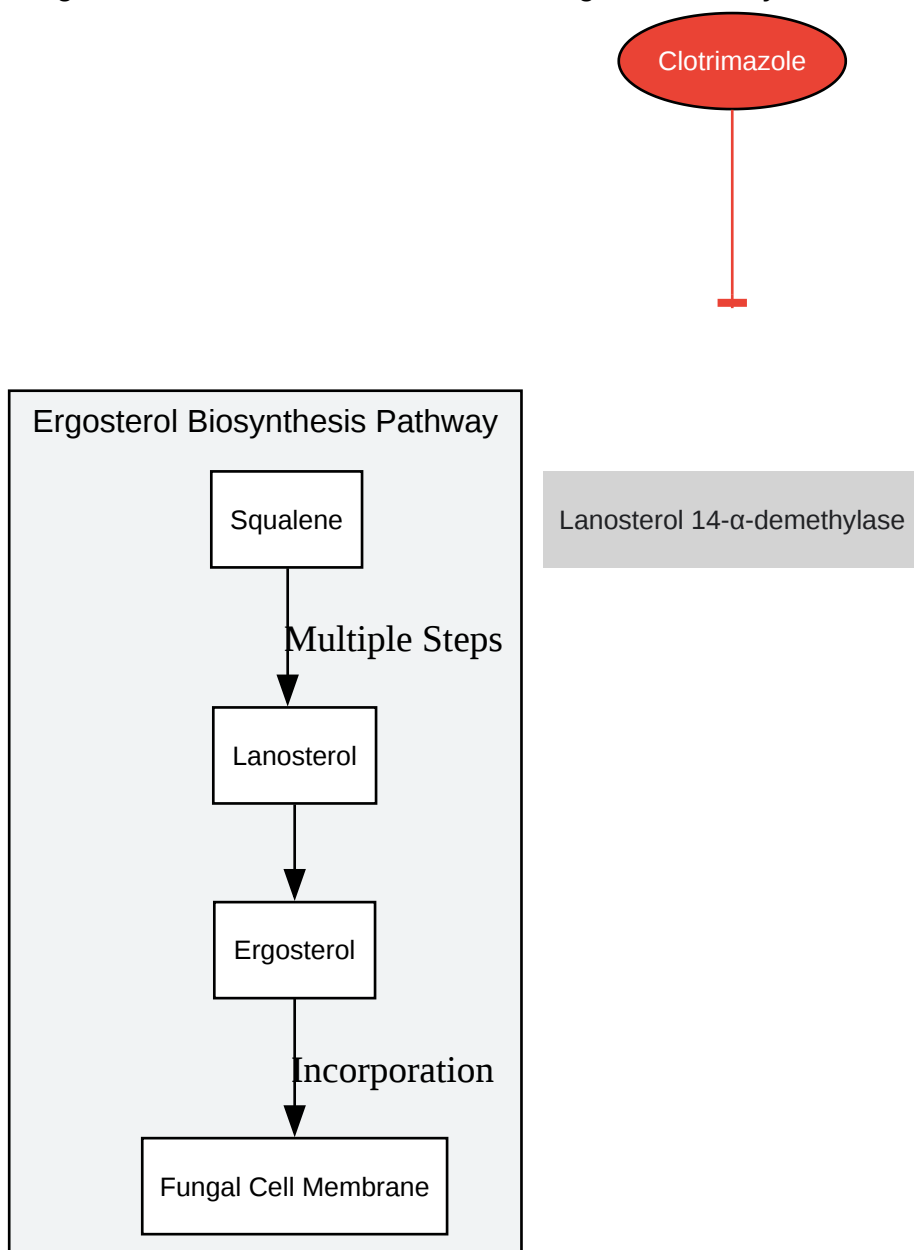 Clotrimazole
Ergosterol Biosynthesis Pathway
Squalene
Lanosterol 14-α-demethylase
Multiple Steps
Lanosterol
Ergosterol
Incorporation
Fungal Cell Membrane